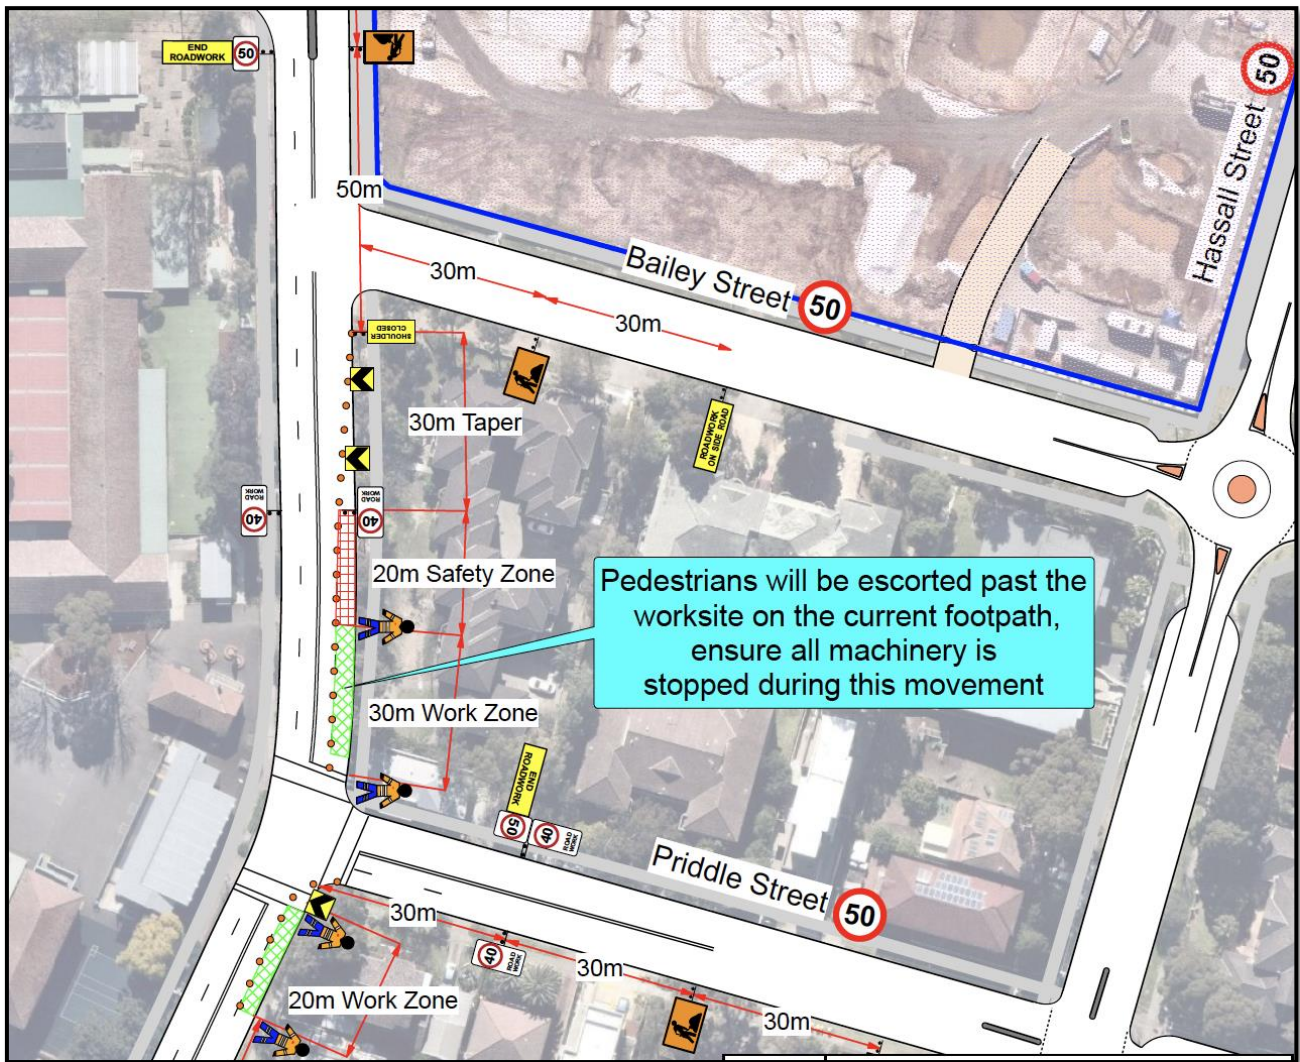 END
ROADWORK
50
50
Hassall Street
50m
30m
Bailey Street
50
30m
SHOULDER
CLOSED
30m Taper
ROADWORK
ON SIDE ROAD
ROAD
WORK
40
ROAD
WORK
40
20m Safety Zone
Pedestrians will be escorted past the
worksite on the current footpath,
ensure all machinery is
stopped during this movement
30m Work Zone
END
ROADWORK
50
40
ROAD
WORK
Priddle Street
50
30m
40
ROAD
WORK
30m
20m Work Zone
30m